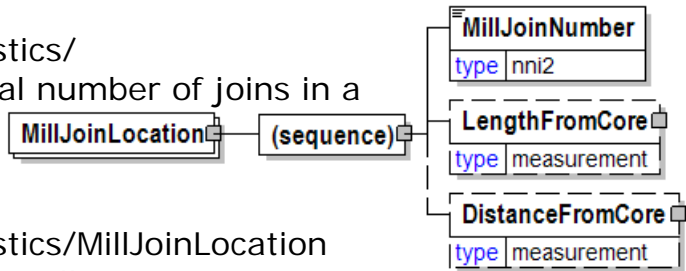 stics/
al number of joins in a
MillJoinLocation
(sequence)
MillJoinNumber
type nni2
LengthFromCore
type measurement
DistanceFromCore
type measurement
stics/MillJoinLocation